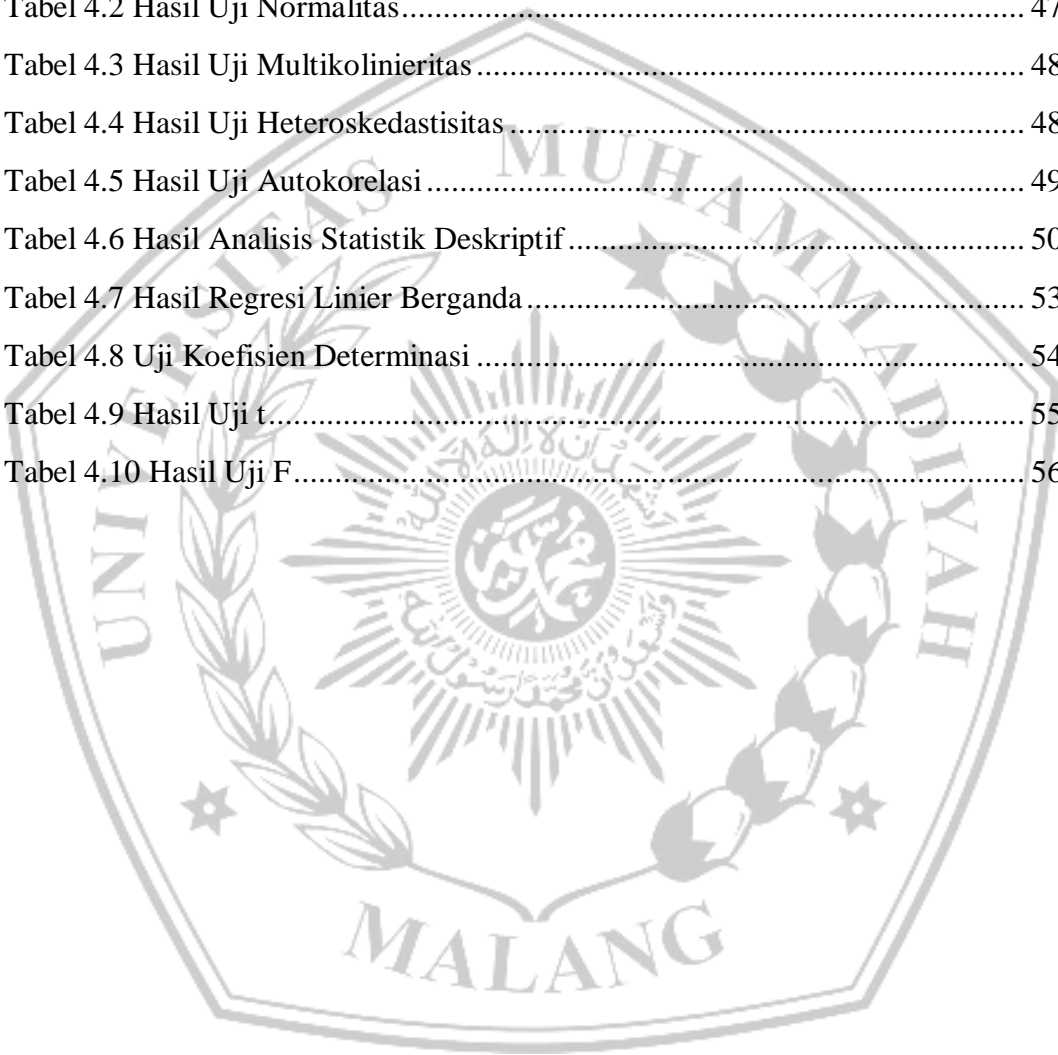 Tabel 4.2 Hasil Uji Normalitas........................................................................... 47
Tabel 4.3 Hasil Uji Multikolinieritas................................................................... 48
Tabel 4.4 Hasil Uji Heteroskedastisitas............................................................... 48
Tabel 4.5 Hasil Uji Autokorelasi......................................................................... 49
Tabel 4.6 Hasil Analisis Statistik Deskriptif........................................................ 50
Tabel 4.7 Hasil Regresi Linier Berganda............................................................. 53
Tabel 4.8 Uji Koefisien Determinasi................................................................... 54
Tabel 4.9 Hasil Uji t............................................................................................ 55
Tabel 4.10 Hasil Uji F......................................................................................... 56
UNIVERSITAS MUHAMMADIYAH
MALANG